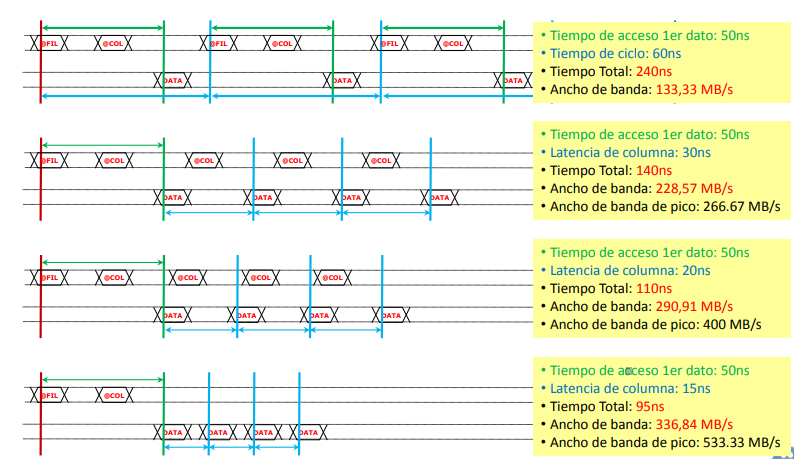 @FIL @COL @FIL @COL @FIL @COL
DATA DATA DATA
• Tiempo de acceso 1er dato: 50ns
• Tiempo de ciclo: 60ns
• Tiempo Total: 240ns
• Ancho de banda: 133,33 MB/s
@FIL @COL @COL @COL @COL
DATA DATA DATA DATA
• Tiempo de acceso 1er dato: 50ns
• Latencia de columna: 30ns
• Tiempo Total: 140ns
• Ancho de banda: 228,57 MB/s
• Ancho de banda de pico: 266.67 MB/s
@FIL @COL @COL @COL @COL
DATA DATA DATA DATA
• Tiempo de acceso 1er dato: 50ns
• Latencia de columna: 20ns
• Tiempo Total: 110ns
• Ancho de banda: 290,91 MB/s
• Ancho de banda de pico: 400 MB/s
@FIL @COL
DATA DATA DATA DATA
• Tiempo de acceso 1er dato: 50ns
• Latencia de columna: 15ns
• Tiempo Total: 95ns
• Ancho de banda: 336,84 MB/s
• Ancho de banda de pico: 533.33 MB/s